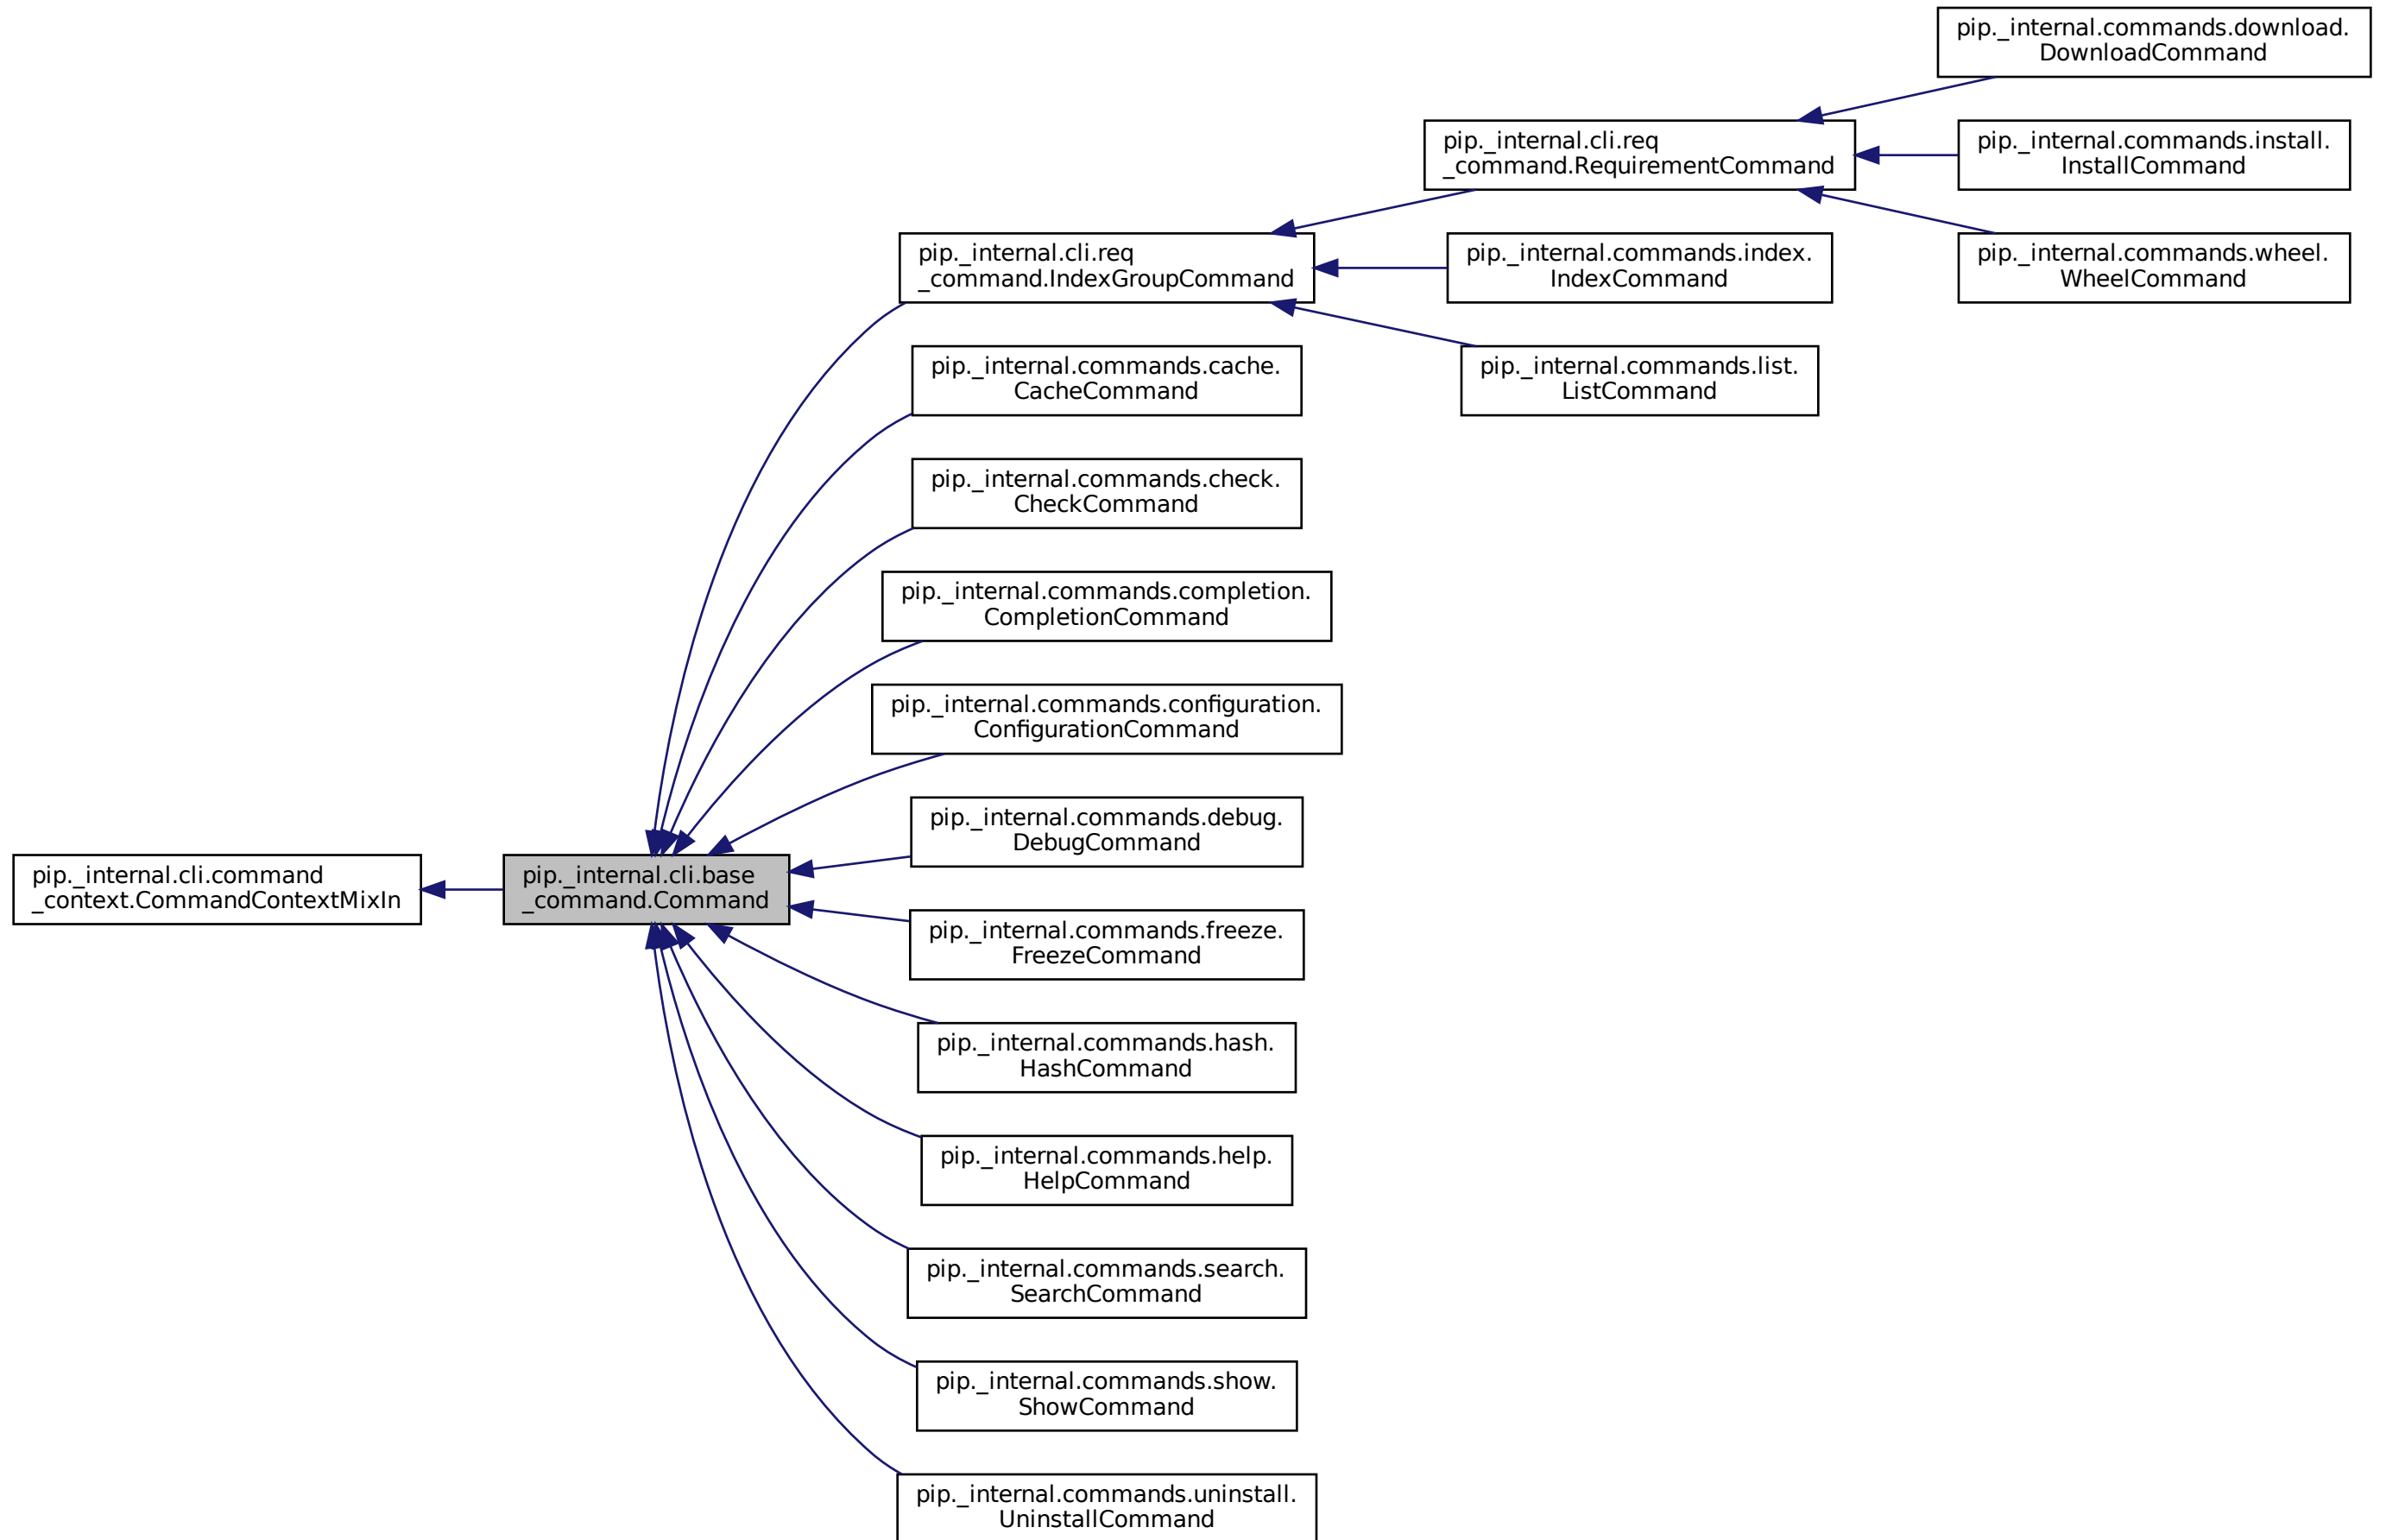 pip._internal.commands.download.
DownloadCommand
pip._internal.cli.req
_command.RequirementCommand
pip._internal.commands.install.
InstallCommand
pip._internal.cli.req
_command.IndexGroupCommand
pip._internal.commands.index.
IndexCommand
pip._internal.commands.wheel.
WheelCommand
pip._internal.commands.cache.
CacheCommand
pip._internal.commands.list.
ListCommand
pip._internal.commands.check.
CheckCommand
pip._internal.commands.completion.
CompletionCommand
pip._internal.commands.configuration.
ConfigurationCommand
pip._internal.commands.debug.
DebugCommand
pip._internal.cli.command
_context.CommandContextMixIn
pip._internal.cli.base
_command.Command
pip._internal.commands.freeze.
FreezeCommand
pip._internal.commands.hash.
HashCommand
pip._internal.commands.help.
HelpCommand
pip._internal.commands.search.
SearchCommand
pip._internal.commands.show.
ShowCommand
pip._internal.commands.uninstall.
UninstallCommand